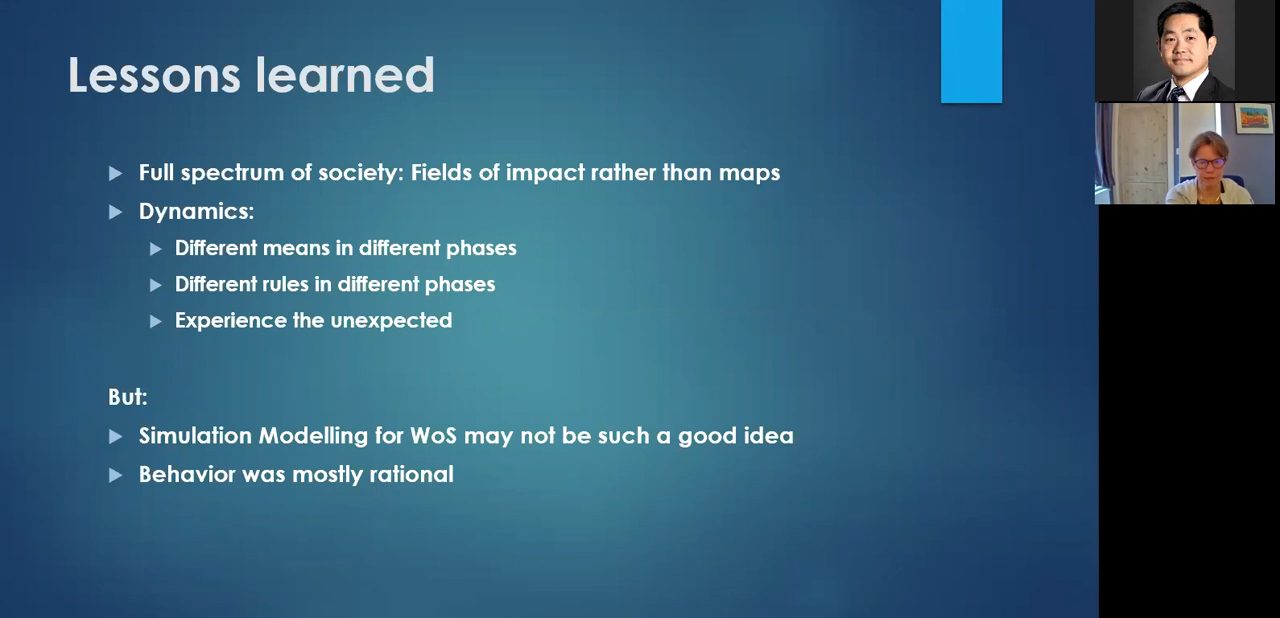 Lessons learned
Full spectrum of society: Fields of impact rather than maps
Dynamics:
Different means in different phases
Different rules in different phases
Experience the unexpected
But:
Simulation Modelling for WoS may not be such a good idea
Behavior was mostly rational